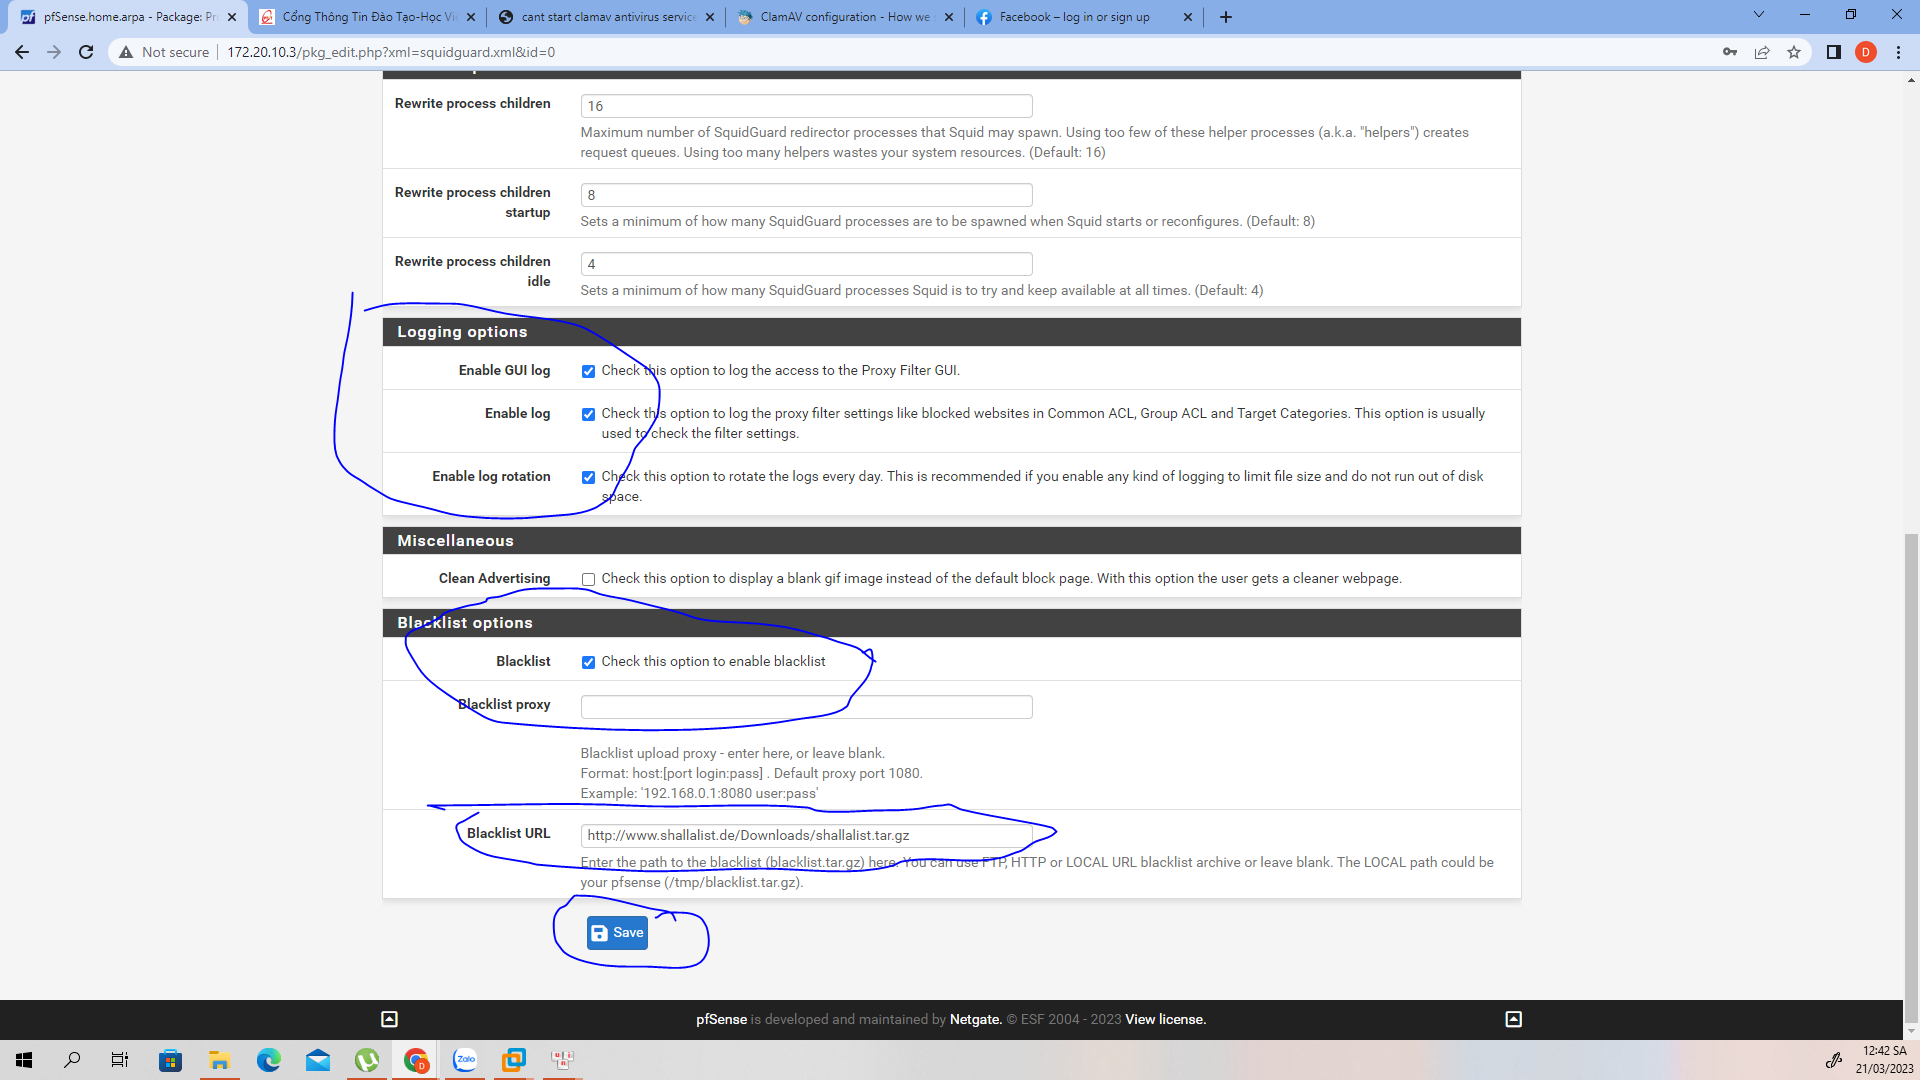 pfSense.home.arpa - Package: Pr
Cổng Thông Tin Đào Tạo-Học Vi
cant start clamav antivirus service
ClamAV configuration - How we
Facebook – log in or sign up
Not secure
172.20.10.3/pkg_edit.php?xml=squidguard.xml&id=0
D
Rewrite process children
16
Maximum number of SquidGuard redirector processes that Squid may spawn. Using too few of these helper processes (a.k.a. "helpers") creates
request queues. Using too many helpers wastes your system resources. (Default: 16)
Rewrite process children
startup
8
Sets a minimum of how many SquidGuard processes are to be spawned when Squid starts or reconfigures. (Default: 8)
Rewrite process children
idle
4
Sets a minimum of how many SquidGuard processes Squid is to try and keep available at all times. (Default: 4)
Logging options
Enable GUI log
Check this option to log the access to the Proxy Filter GUI.
Enable log
Check this option to log the proxy filter settings like blocked websites in Common ACL, Group ACL and Target Categories. This option is usually
used to check the filter settings.
Enable log rotation
Check this option to rotate the logs every day. This is recommended if you enable any kind of logging to limit file size and do not run out of disk
space.
Miscellaneous
Clean Advertising
Check this option to display a blank gif image instead of the default block page. With this option the user gets a cleaner webpage.
Blacklist options
Blacklist
Check this option to enable blacklist
Blacklist proxy
Blacklist upload proxy - enter here, or leave blank.
Format: host:[port login:pass] . Default proxy port 1080.
Example: '192.168.0.1:8080 user:pass'
Blacklist URL
http://www.shallalist.de/Downloads/shallalist.tar.gz
Enter the path to the blacklist (blacklist.tar.gz) here. You can use FTP, HTTP or LOCAL URL blacklist archive or leave blank. The LOCAL path could be
your pfsense (/tmp/blacklist.tar.gz).
Save
pfSense is developed and maintained by Netgate. © ESF 2004 - 2023 View license.
Zalo
12:42 SA
21/03/2023